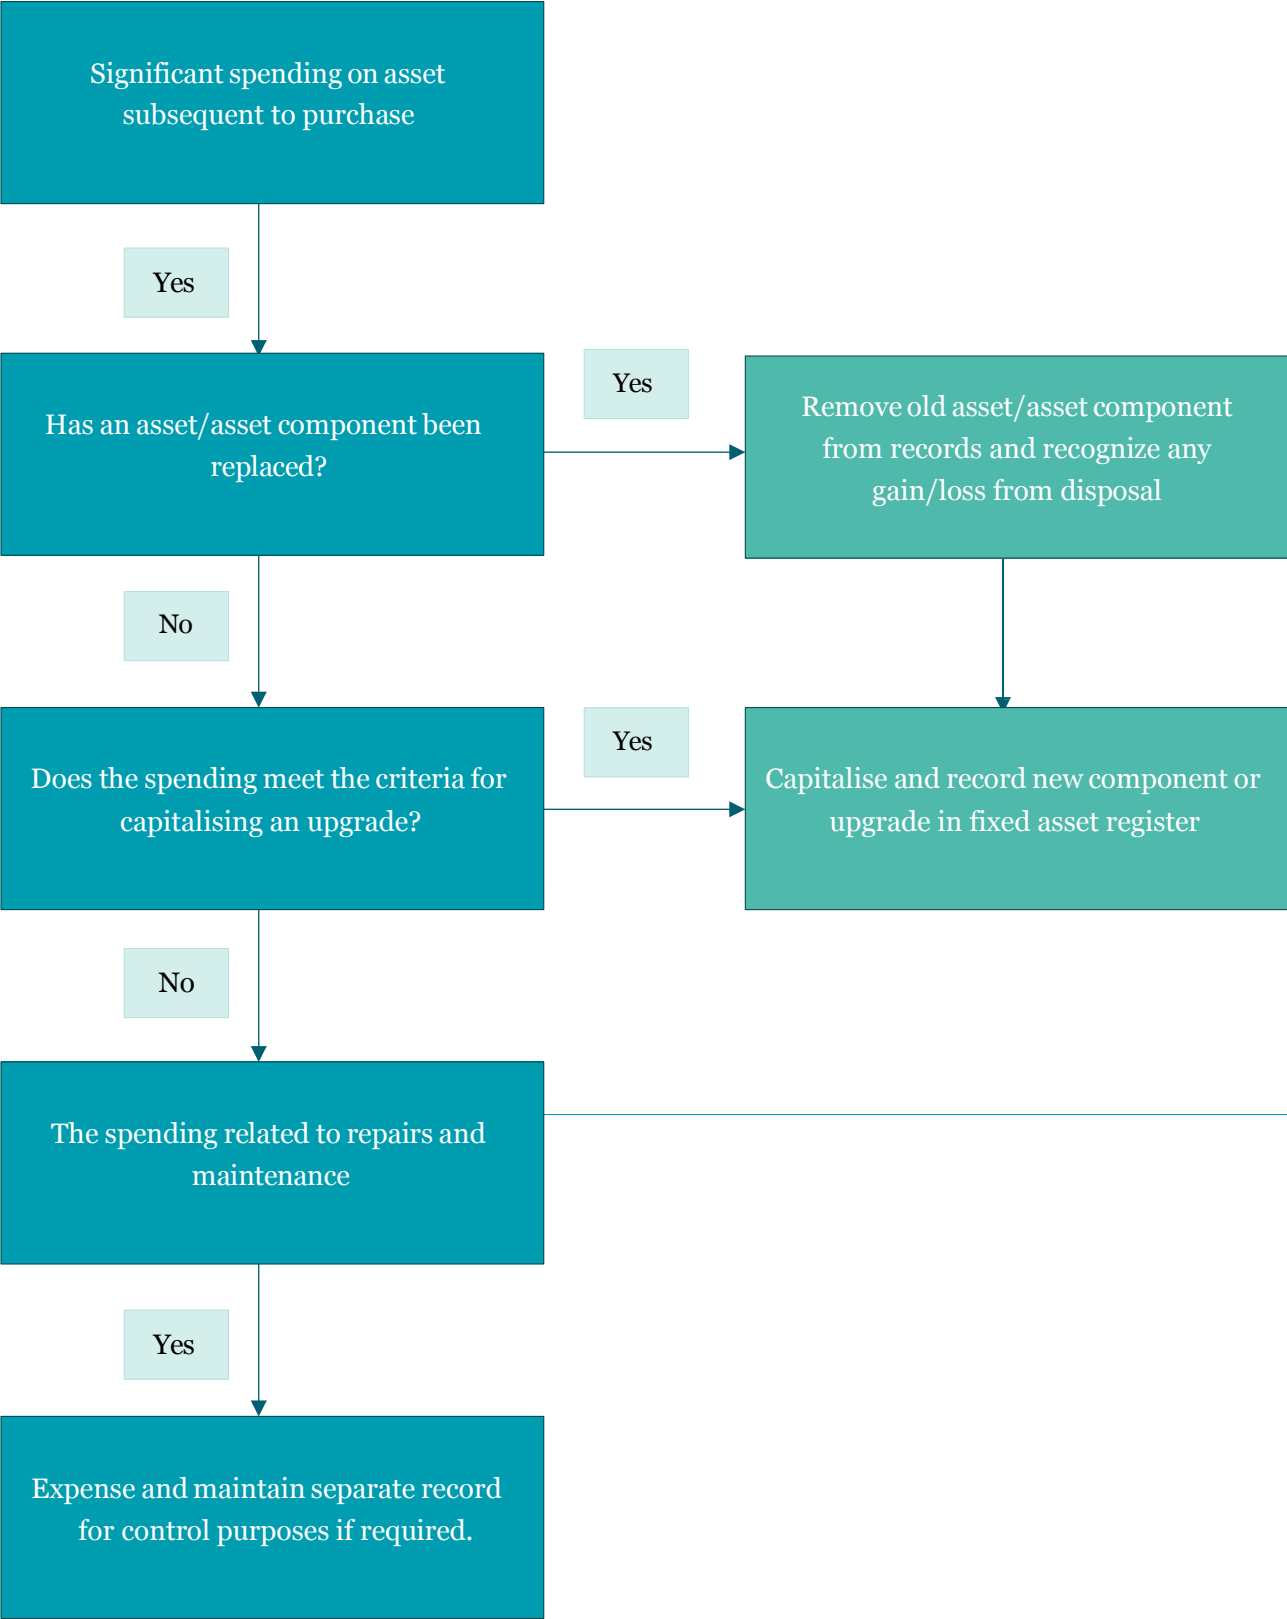 Significant spending on asset
subsequent to purchase
Yes
Has an asset/asset component been
replaced?
Yes
Remove old asset/asset component
from records and recognize any
gain/loss from disposal
No
Does the spending meet the criteria for
capitalising an upgrade?
Yes
Capitalise and record new component or
upgrade in fixed asset register
No
The spending related to repairs and
maintenance
Yes
Expense and maintain separate record
for control purposes if required.